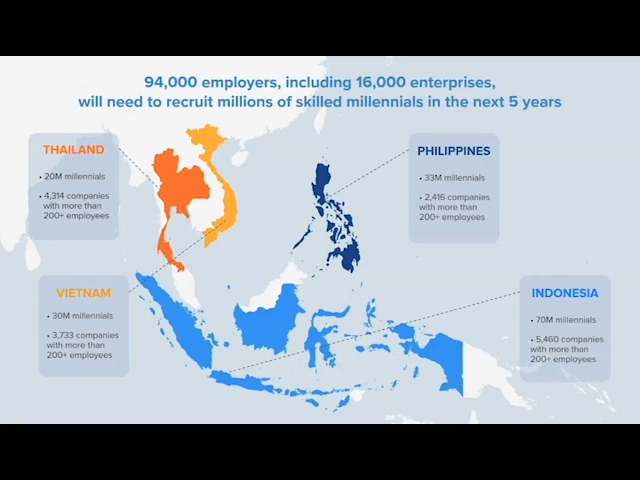 94,000 employers, including 16,000 enterprises,
will need to recruit millions of skilled millennials in the next 5 years
THAILAND
• 20M millennials
• 4,314 companies
with more than
200+ employees
PHILIPPINES
• 33M millennials
• 2,416 companies
with more than
200+ employees
VIETNAM
• 30M millennials
• 3,733 companies
with more than
200+ employees
INDONESIA
• 70M millennials
• 5,460 companies
with more than
200+ employees